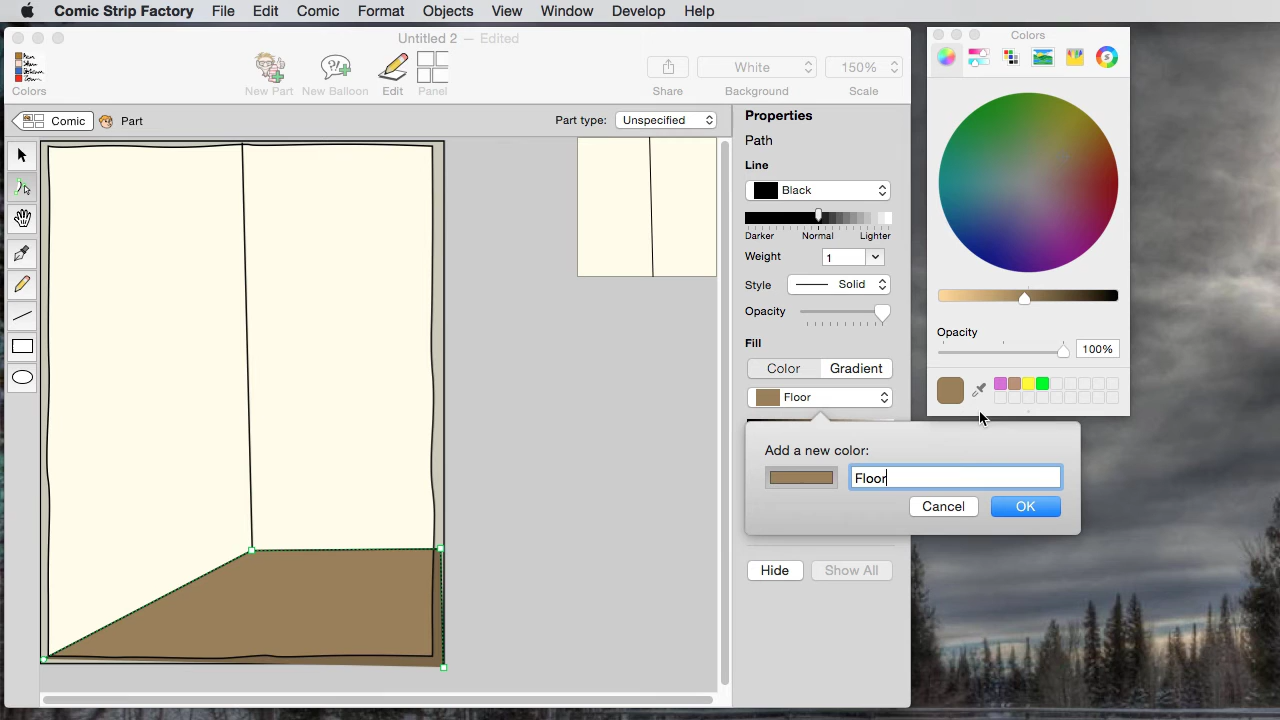 Comic Strip Factory File Edit Comic Format Objects View Window Develop Help
Untitled 2 — Edited
Colors
New Part
New Balloon
Edit
Panel
Share
White
Background
150%
Scale
Colors
Comic
Part
Part type: Unspecified
Properties
Path
Line
Black
Darker Normal Lighter
Weight 1
Style Solid
Opacity
Fill
Color Gradient
Floor
Opacity
100%
Add a new color:
Floor
Cancel OK
Hide Show All